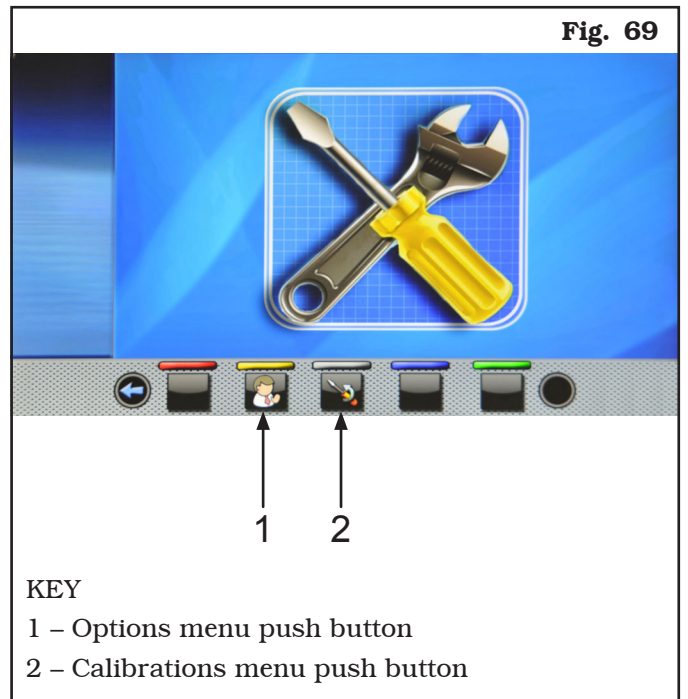 Fig. 69
1 2
KEY
1 – Options menu push button
2 – Calibrations menu push button